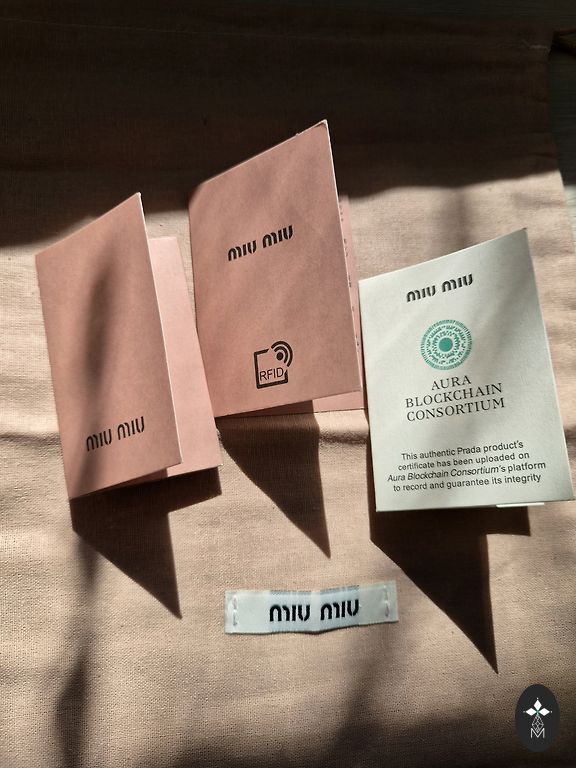 MIU MIU
MIU MIU
RFID
MIU MIU
AURA
BLOCKCHAIN
CONSORTIUM
This authentic Prada product's
certificate has been uploaded on
Aura Blockchain Consortium's platform
to record and guarantee its integrity
MIU MIU
M